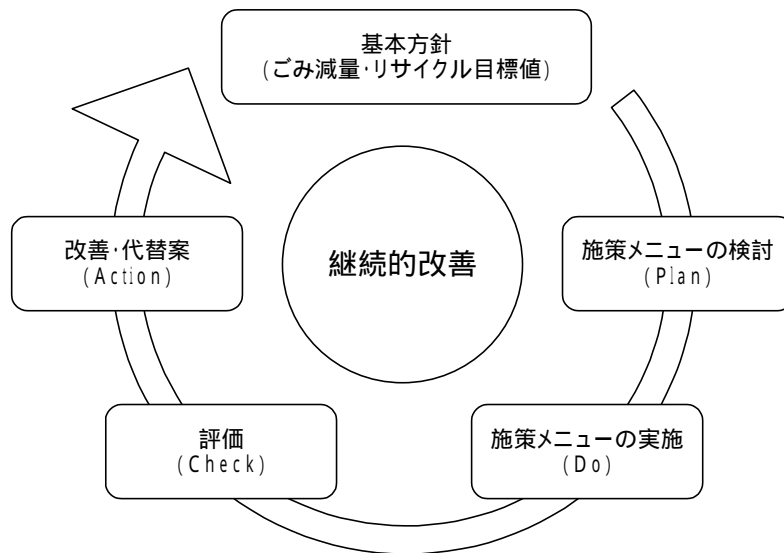 基本方針
(ごみ減量・リサイクル目標値)
継続的改善
施策メニューの検討
(Plan)
施策メニューの実施
(Do)
評価
(Check)
改善・代替案
(Action)